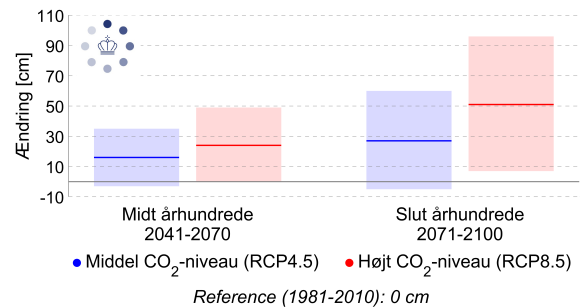 110
90
70
50
30
10
-10
Ændring [cm]
Midt århundrede
2041-2070
Slut århundrede
2071-2100
Middel CO₂-niveau (RCP4.5)
Højt CO₂-niveau (RCP8.5)
Reference (1981-2010): 0 cm